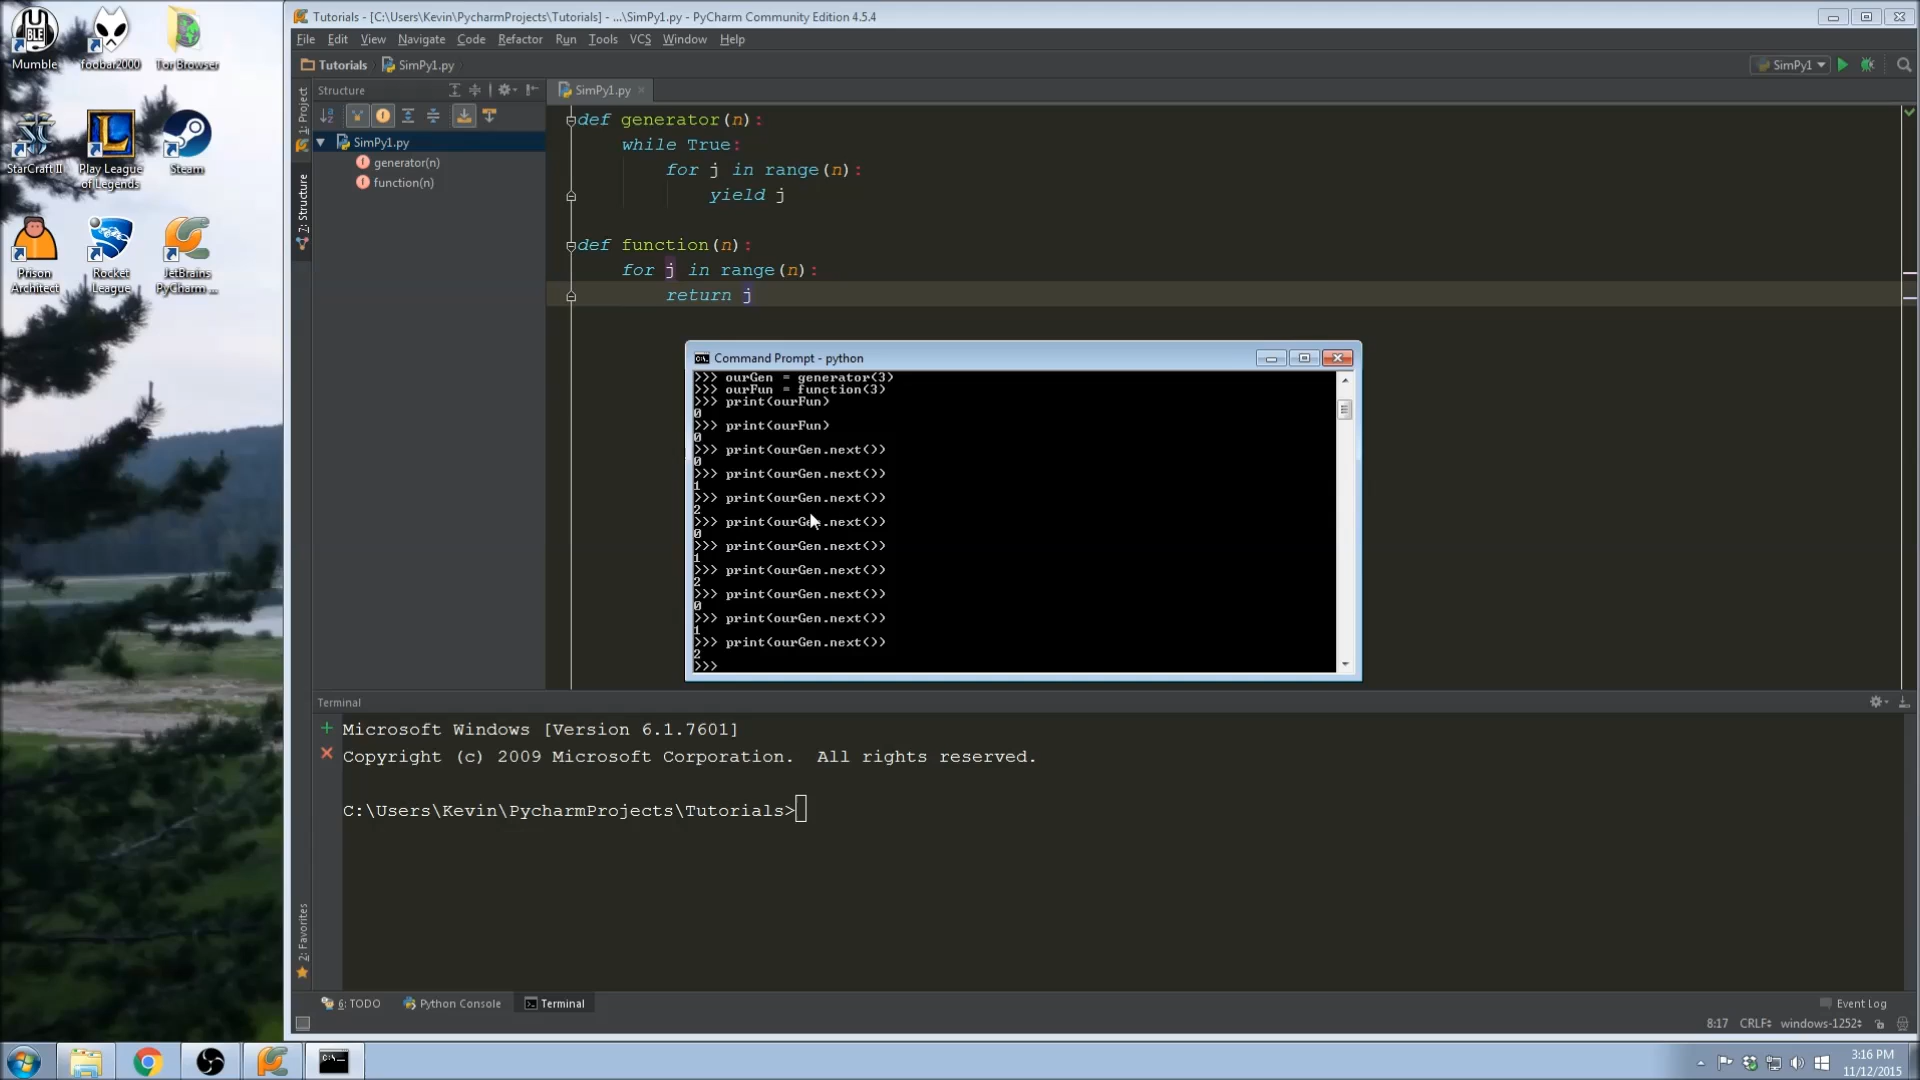 Mumble
foobar2000
Tor Browser
StarCraft II
Play League of Legends
Steam
Prison Architect
Rocket League
JetBrains PyCharm ...
Tutorials - [C:\Users\Kevin\PycharmProjects\Tutorials] - ...\SimPy1.py - PyCharm Community Edition 4.5.4
File Edit View Navigate Code Refactor Run Tools VCS Window Help
Tutorials SimPy1.py
SimPy1
1: Project
7: Structure
2: Favorites
Structure
SimPy1.py
generator(n)
function(n)
SimPy1.py
def generator(n):
while True:
for j in range(n):
yield j
def function(n):
for j in range(n):
return j
Command Prompt - python
>>> ourGen = generator(3)
>>> ourFun = function(3)
>>> print(ourFun)
0
>>> print(ourFun)
0
>>> print(ourGen.next())
0
>>> print(ourGen.next())
1
>>> print(ourGen.next())
2
>>> print(ourGen.next())
0
>>> print(ourGen.next())
1
>>> print(ourGen.next())
2
>>> print(ourGen.next())
0
>>> print(ourGen.next())
1
>>> print(ourGen.next())
2
>>>
Terminal
Microsoft Windows [Version 6.1.7601]
Copyright (c) 2009 Microsoft Corporation. All rights reserved.
C:\Users\Kevin\PycharmProjects\Tutorials>
6: TODO Python Console Terminal
Event Log
8:17 CRLF windows-1252
3:16 PM
11/12/2015